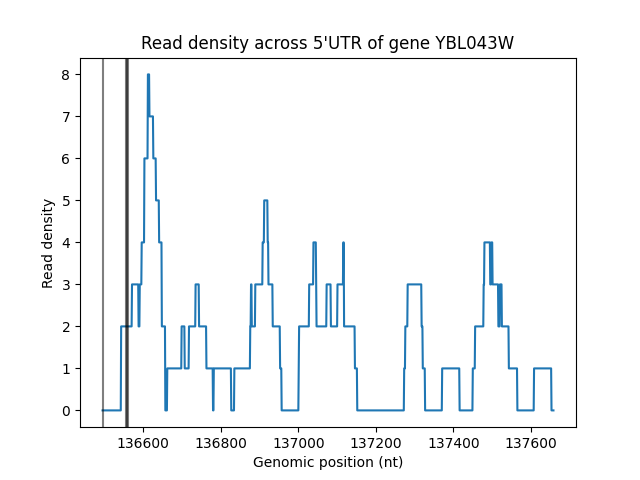 Read density across 5'UTR of gene YBL043W
8
7
6
5
4
3
2
1
0
Read density
136600 136800 137000 137200 137400 137600
Genomic position (nt)